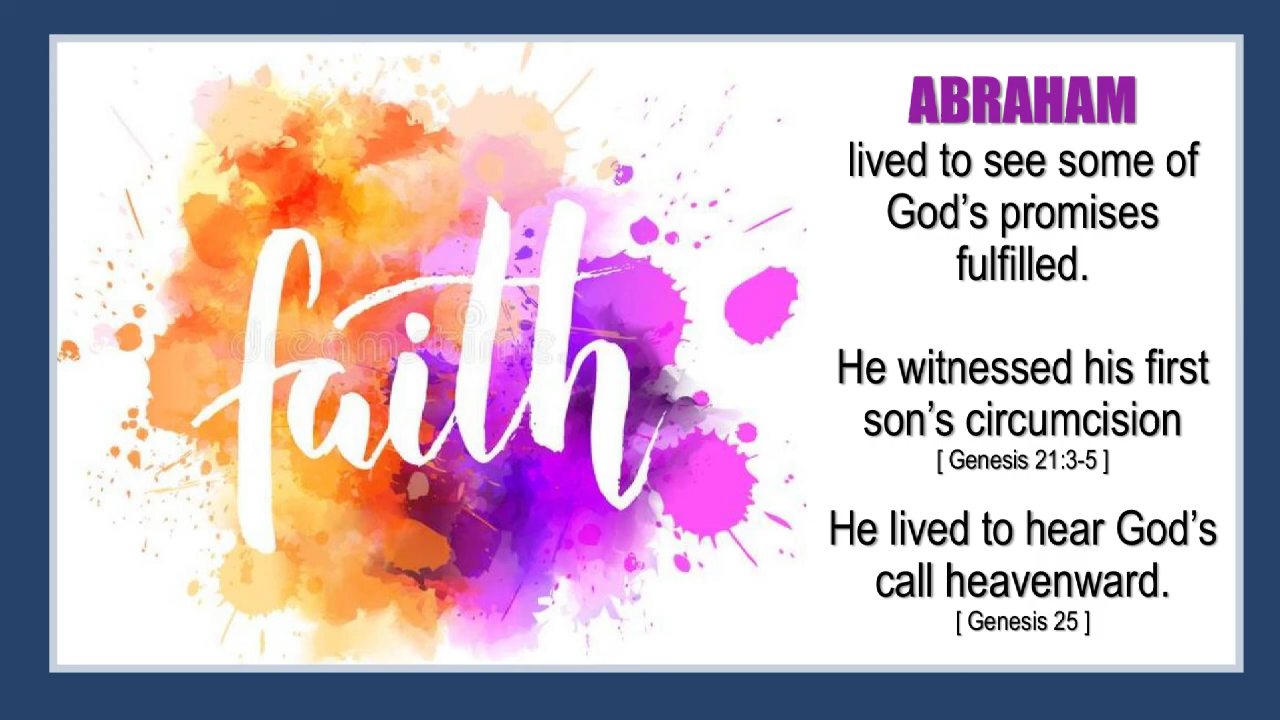 faith
dreamstime.
ABRAHAM
lived to see some of
God’s promises
fulfilled.
He witnessed his first
son’s circumcision
[ Genesis 21:3-5 ]
He lived to hear God’s
call heavenward.
[ Genesis 25 ]